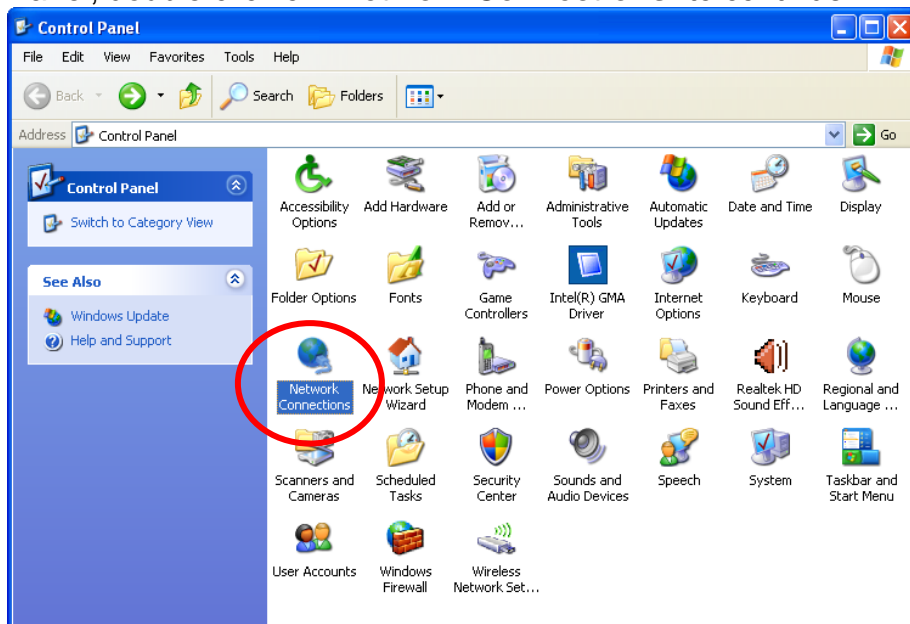 Control Panel
File Edit View Favorites Tools Help
Back Search Folders
Address Control Panel Go
Control Panel
Switch to Category View
See Also
Windows Update
Help and Support
Accessibility Options
Add Hardware
Add or Remov...
Administrative Tools
Automatic Updates
Date and Time
Display
Folder Options
Fonts
Game Controllers
Intel(R) GMA Driver
Internet Options
Keyboard
Mouse
Network Connections
Network Setup Wizard
Phone and Modem ...
Power Options
Printers and Faxes
Realtek HD Sound Eff...
Regional and Language ...
Scanners and Cameras
Scheduled Tasks
Security Center
Sounds and Audio Devices
Speech
System
Taskbar and Start Menu
User Accounts
Windows Firewall
Wireless Network Set...